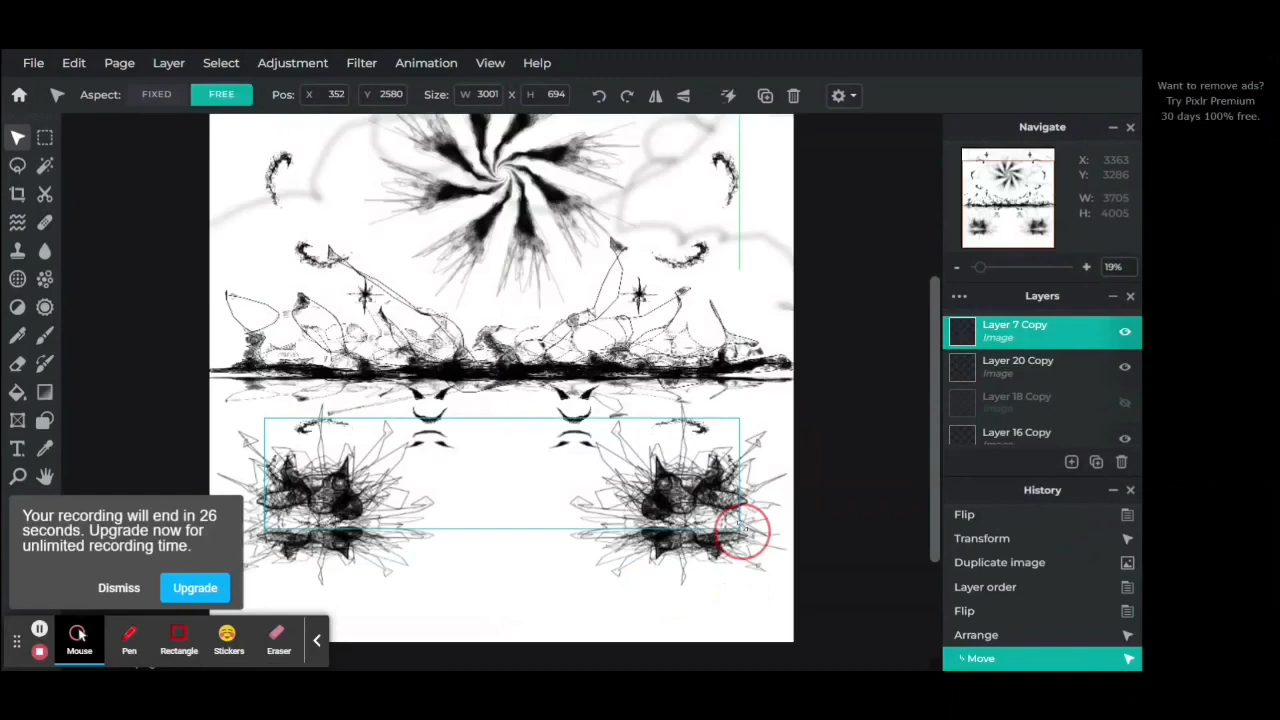 File Edit Page Layer Select Adjustment Filter Animation View Help
Aspect: FIXED FREE Pos: X 352 Y 2580 Size: W 3001 X H 694
Want to remove ads?
Try Pixlr Premium
30 days 100% free.
Navigate
X: 3363
Y: 3286
W: 3705
H: 4005
- + 19%
Layers
Layer 7 Copy
Image
Layer 20 Copy
Image
Layer 18 Copy
Image
Layer 16 Copy
History
Flip
Transform
Duplicate image
Layer order
Flip
Arrange
Move
Your recording will end in 26
seconds. Upgrade now for
unlimited recording time.
Dismiss Upgrade
Mouse Pen Rectangle Stickers Eraser